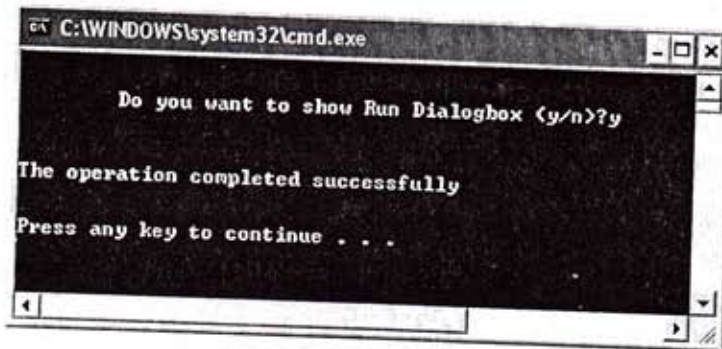 C:\WINDOWS\system32\cmd.exe
Do you want to show Run Dialogbox (y/n)?y
The operation completed successfully
Press any key to continue . . .